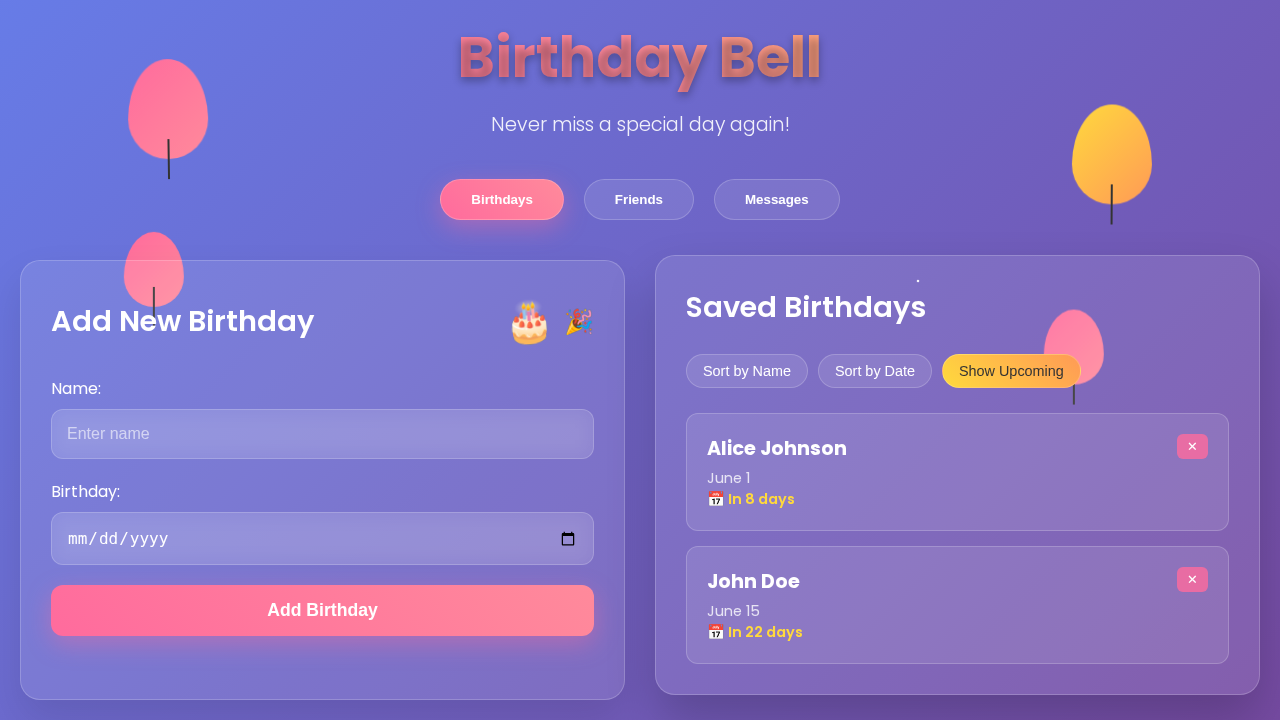 Birthday Bell
Never miss a special day again!
Birthdays
Friends
Messages
Add New Birthday
Name:
Enter name
Birthday:
mm/dd/yyyy
Add Birthday
Saved Birthdays
Sort by Name
Sort by Date
Show Upcoming
Alice Johnson
✕
June 1
📅 In 8 days
John Doe
✕
June 15
📅 In 22 days